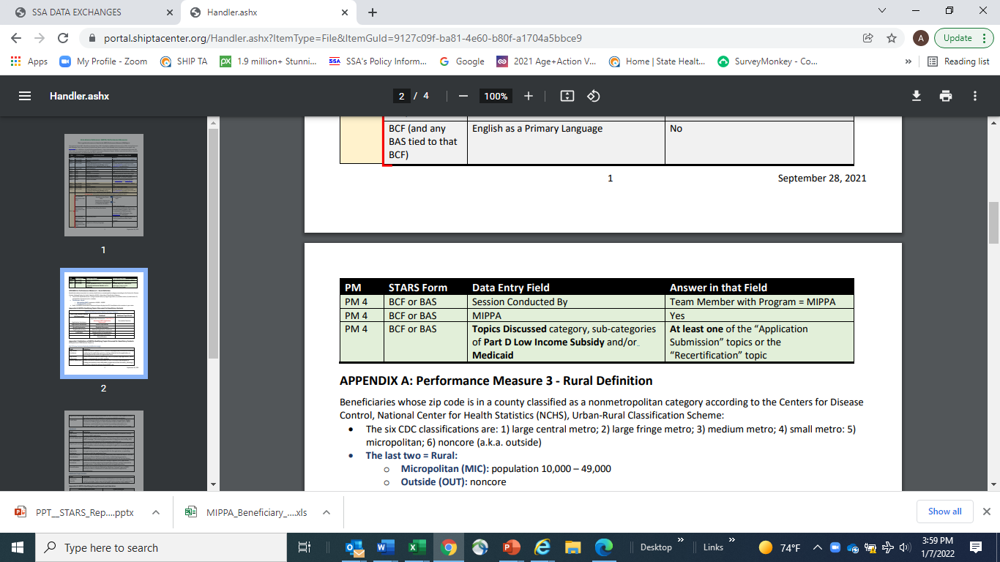 SSA DATA EXCHANGES
Handler.ashx
portal.shiptacenter.org/Handler.ashx?ItemType=File&ItemGuId=9127c09f-ba81-4e60-b80f-a1704a5bbce9
A
Update
Apps
My Profile - Zoom
SHIP TA
px
1.9 million+ Stunni...
SSA
SSA's Policy Inform...
Google
2021 Age+Action V...
Home | State Healt...
SurveyMonkey - Co...
»
Reading list
Handler.ashx
2 / 4
100%
1
2
BCF (and any BAS tied to that BCF)
English as a Primary Language
No
1
September 28, 2021
PM STARS Form Data Entry Field Answer in that Field
PM 4 BCF or BAS Session Conducted By Team Member with Program = MIPPA
PM 4 BCF or BAS MIPPA Yes
PM 4 BCF or BAS Topics Discussed category, sub-categories At least one of the “Application
of Part D Low Income Subsidy and/or Submission” topics or the
Medicaid “Recertification” topic
APPENDIX A: Performance Measure 3 - Rural Definition
Beneficiaries whose zip code is in a county classified as a nonmetropolitan category according to the Centers for Disease
Control, National Center for Health Statistics (NCHS), Urban-Rural Classification Scheme:
• The six CDC classifications are: 1) large central metro; 2) large fringe metro; 3) medium metro; 4) small metro: 5)
micropolitan; 6) noncore (a.k.a. outside)
• The last two = Rural:
o Micropolitan (MIC): population 10,000 – 49,000
o Outside (OUT): noncore
PPT__STARS_Rep....pptx
MIPPA_Beneficiary_....xls
Show all
Type here to search
Desktop
»
Links
»
74°F
3:59 PM
1/7/2022